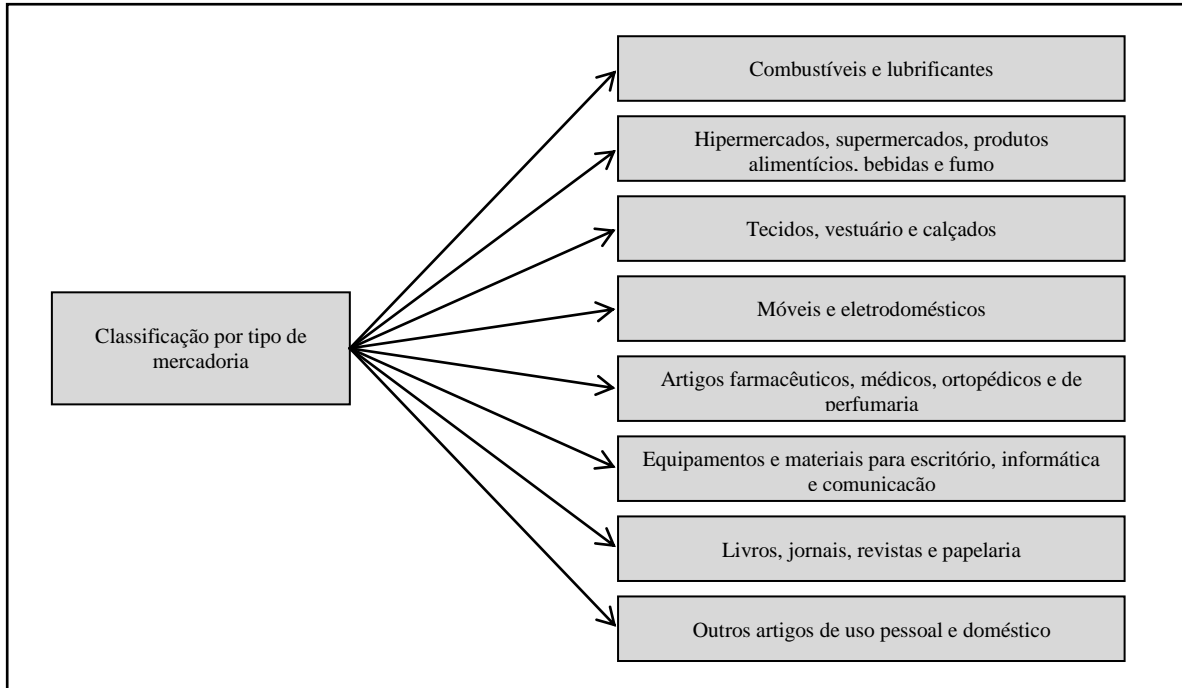 Combustíveis e lubrificantes
Hipermercados, supermercados, produtos
alimentícios, bebidas e fumo
Tecidos, vestuário e calçados
Classificação por tipo de
mercadoria
Móveis e eletrodomésticos
Artigos farmacêuticos, médicos, ortopédicos e de
perfumaria
Equipamentos e materiais para escritório, informática
e comunicação
Livros, jornais, revistas e papelaria
Outros artigos de uso pessoal e doméstico